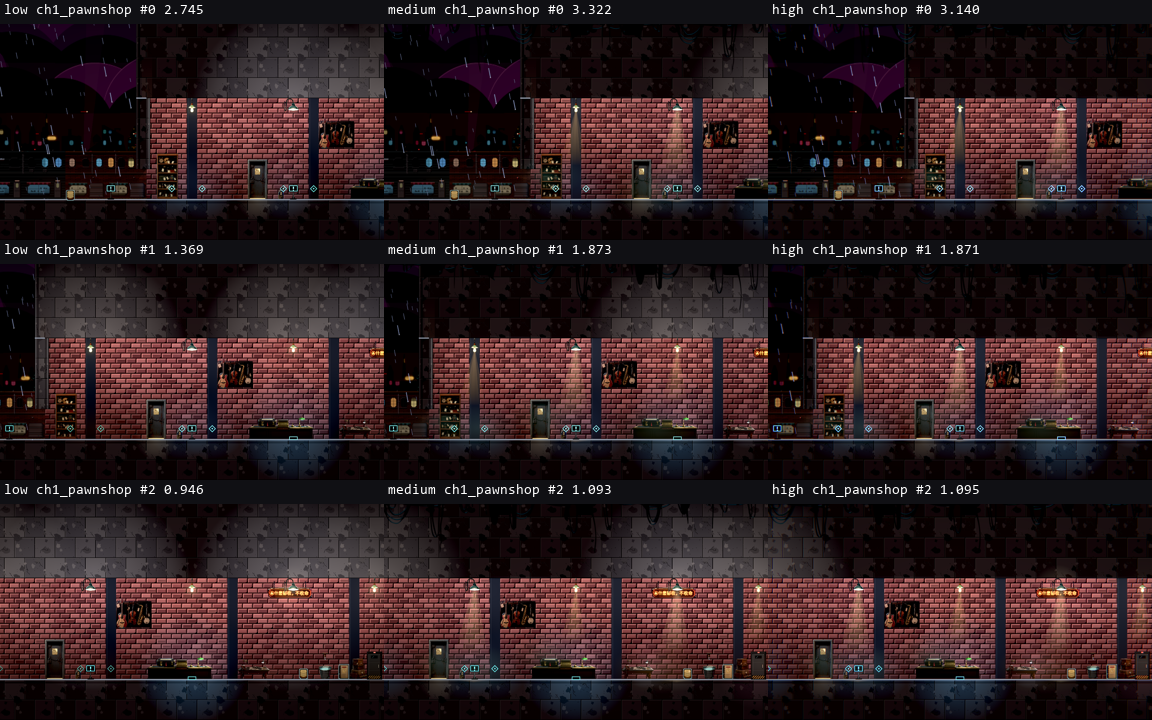 low ch1_pawnshop #0 2.745
medium ch1_pawnshop #0 3.322
high ch1_pawnshop #0 3.140
low ch1_pawnshop #1 1.369
medium ch1_pawnshop #1 1.873
high ch1_pawnshop #1 1.871
low ch1_pawnshop #2 0.946
medium ch1_pawnshop #2 1.093
high ch1_pawnshop #2 1.095